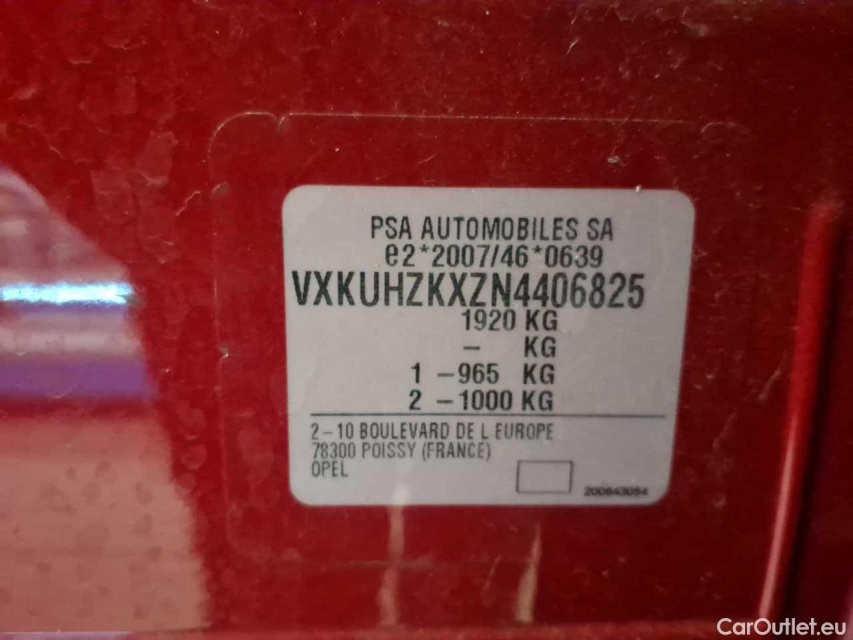 PSA AUTOMOBILES SA
e2*2007/46*0639
VXKUHZKXZN4406825
1920 KG
– KG
1 –965 KG
2 –1000 KG
2–10 BOULEVARD DE L EUROPE
78300 POISSY (FRANCE)
OPEL
200843054
CarOutlet.eu